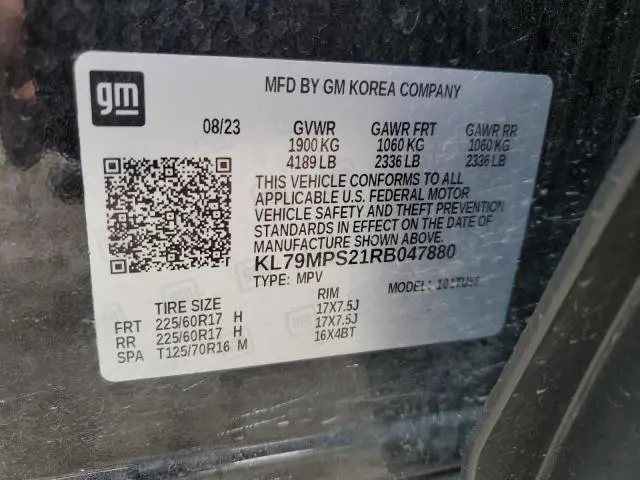 gm
MFD BY GM KOREA COMPANY
08/23 GVWR GAWR FRT GAWR RR
1900 KG 1060 KG 1060 KG
4189 LB 2336 LB 2336 LB
THIS VEHICLE CONFORMS TO ALL
APPLICABLE U.S. FEDERAL MOTOR
VEHICLE SAFETY AND THEFT PREVENTION
STANDARDS IN EFFECT ON THE DATE OF
MANUFACTURE SHOWN ABOVE.
KL79MPS21RB047880
TYPE: MPV MODEL:
TIRE SIZE RIM
FRT 225/60R17 H 17X7.5J
RR 225/60R17 H 17X7.5J
SPA T125/70R16 M 16X4BT